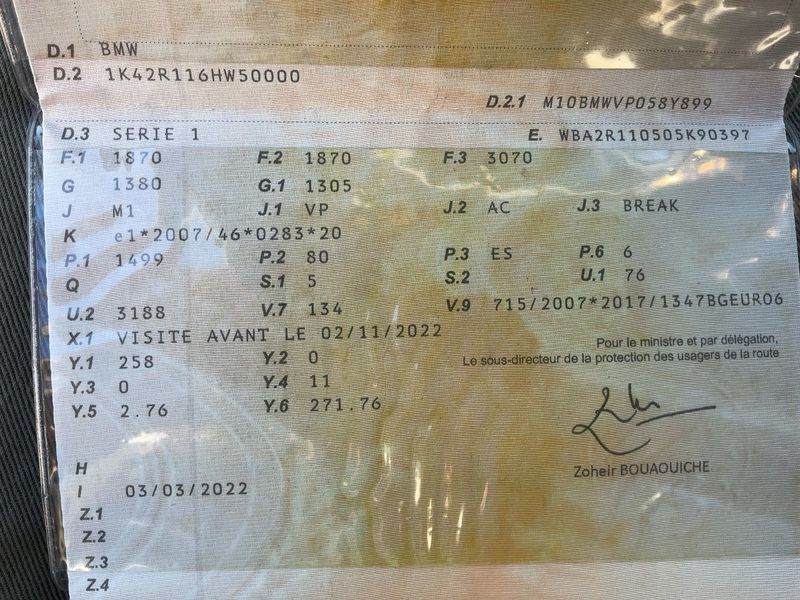 D.1 BMW
D.2 1K42R116HW50000
D.2.1 M10BMWVP058Y899
D.3 SERIE 1 E. WBA2R110505K90397
F.1 1870 F.2 1870 F.3 3070
G 1380 G.1 1305
J M1 J.1 VP J.2 AC J.3 BREAK
K e1*2007/46*0283*20
P.1 1499 P.2 80 P.3 ES P.6 6
Q S.1 5 S.2 U.1 76
U.2 3188 V.7 134 V.9 715/2007*2017/1347BGEURO6
X.1 VISITE AVANT LE 02/11/2022
Pour le ministre et par délégation,
Le sous-directeur de la protection des usagers de la route
Y.1 258 Y.2 0
Y.3 0 Y.4 11
Y.5 2.76 Y.6 271.76
Zoheir BOUAOUICHE
H
I 03/03/2022
Z.1
Z.2
Z.3
Z.4